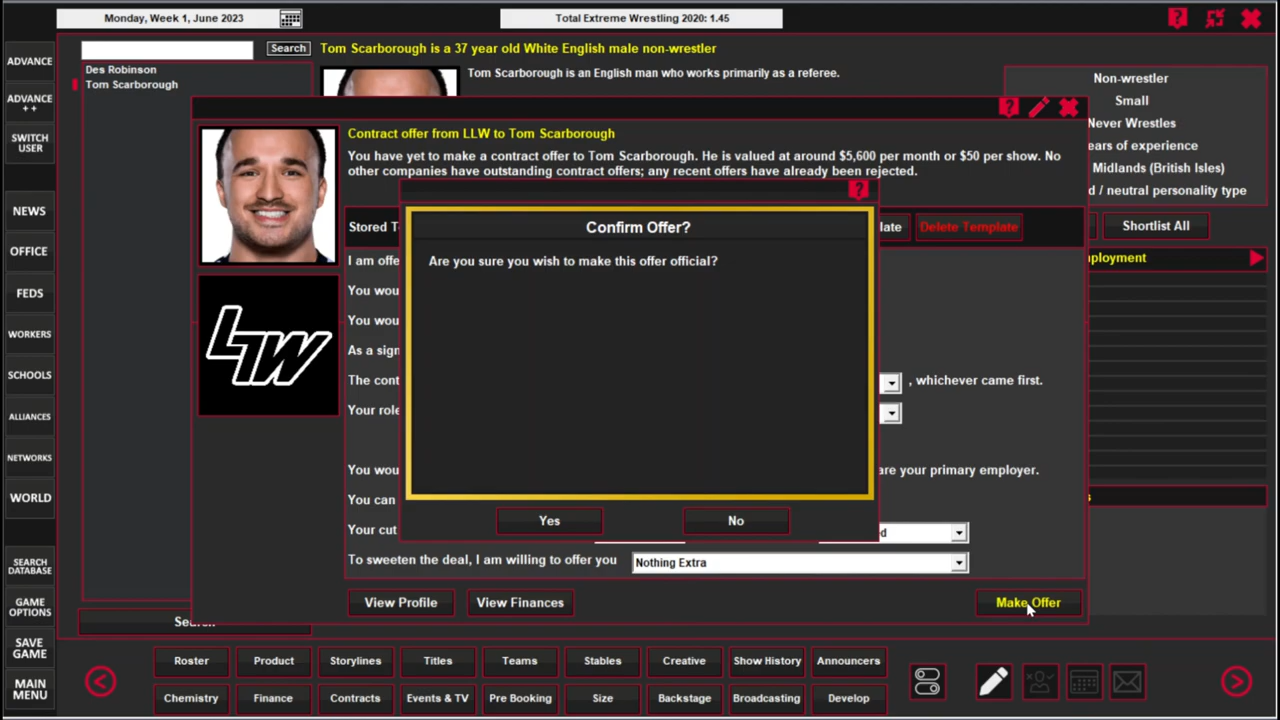 Monday, Week 1, June 2023
Total Extreme Wrestling 2020: 1.45
ADVANCE
ADVANCE
++
SWITCH
USER
NEWS
OFFICE
FEDS
WORKERS
SCHOOLS
ALLIANCES
NETWORKS
WORLD
SEARCH
DATABASE
GAME
OPTIONS
SAVE
GAME
MAIN
MENU
Search
Des Robinson
Tom Scarborough
Tom Scarborough is a 37 year old White English male non-wrestler
Tom Scarborough is an English man who works primarily as a referee.
Non-wrestler
Small
Never Wrestles
ears of experience
Midlands (British Isles)
d / neutral personality type
Shortlist All
ployment
Contract offer from LLW to Tom Scarborough
You have yet to make a contract offer to Tom Scarborough. He is valued at around $5,600 per month or $50 per show. No
other companies have outstanding contract offers; any recent offers have already been rejected.
Stored T
late
Delete Template
I am offe
You wou
You wou
As a sign
The cont
, whichever came first.
Your role
You wou
are your primary employer.
You can
Your cut
d
To sweeten the deal, I am willing to offer you
Nothing Extra
Confirm Offer?
Are you sure you wish to make this offer official?
Yes
No
LLW
View Profile
View Finances
Make Offer
Roster
Product
Storylines
Titles
Teams
Stables
Creative
Show History
Announcers
Chemistry
Finance
Contracts
Events & TV
Pre Booking
Size
Backstage
Broadcasting
Develop